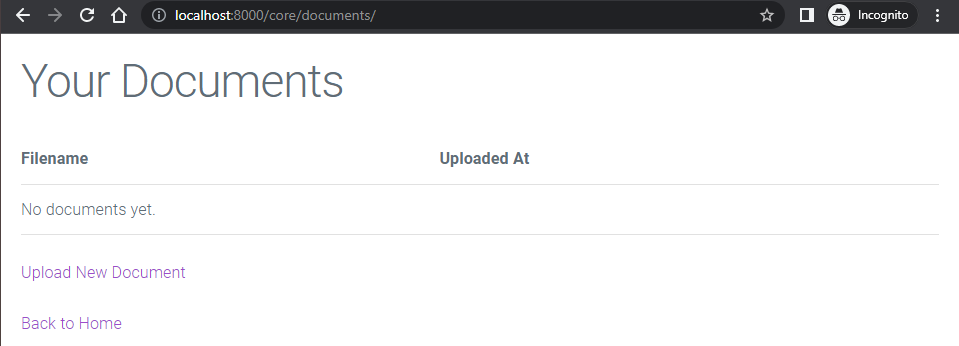 localhost:8000/core/documents/ Incognito
Your Documents
Filename Uploaded At
No documents yet.
Upload New Document
Back to Home